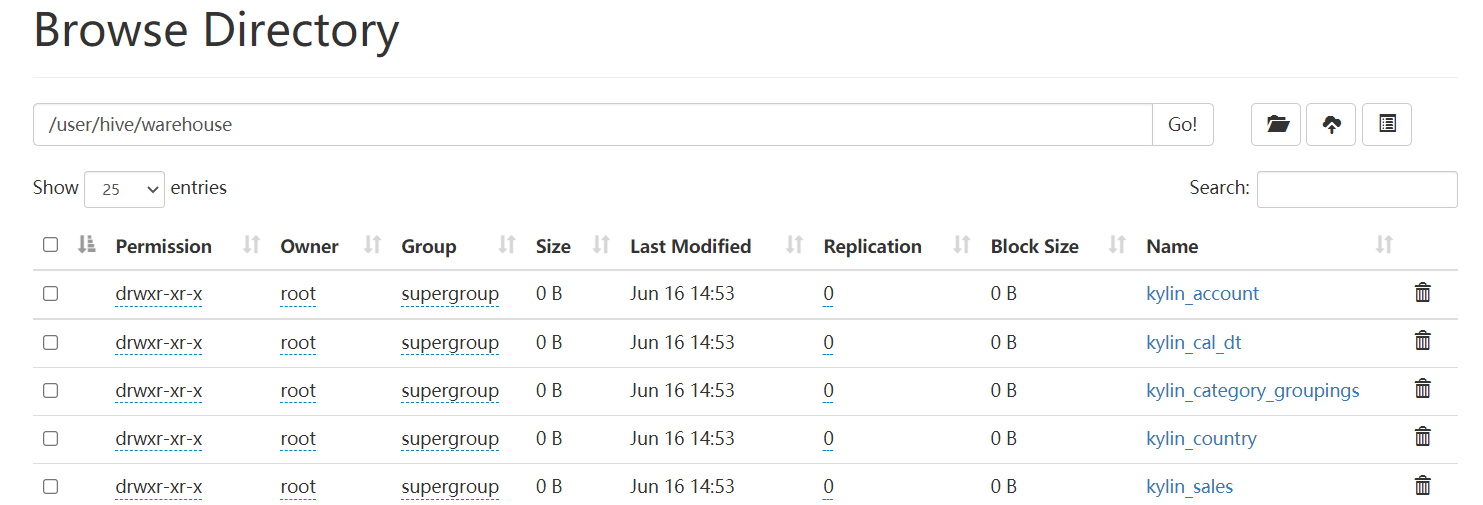 Browse Directory
/user/hive/warehouse Go!
Show 25 entries Search:
Permission Owner Group Size Last Modified Replication Block Size Name
drwxr-xr-x root supergroup 0 B Jun 16 14:53 0 0 B kylin_account
drwxr-xr-x root supergroup 0 B Jun 16 14:53 0 0 B kylin_cal_dt
drwxr-xr-x root supergroup 0 B Jun 16 14:53 0 0 B kylin_category_groupings
drwxr-xr-x root supergroup 0 B Jun 16 14:53 0 0 B kylin_country
drwxr-xr-x root supergroup 0 B Jun 16 14:53 0 0 B kylin_sales